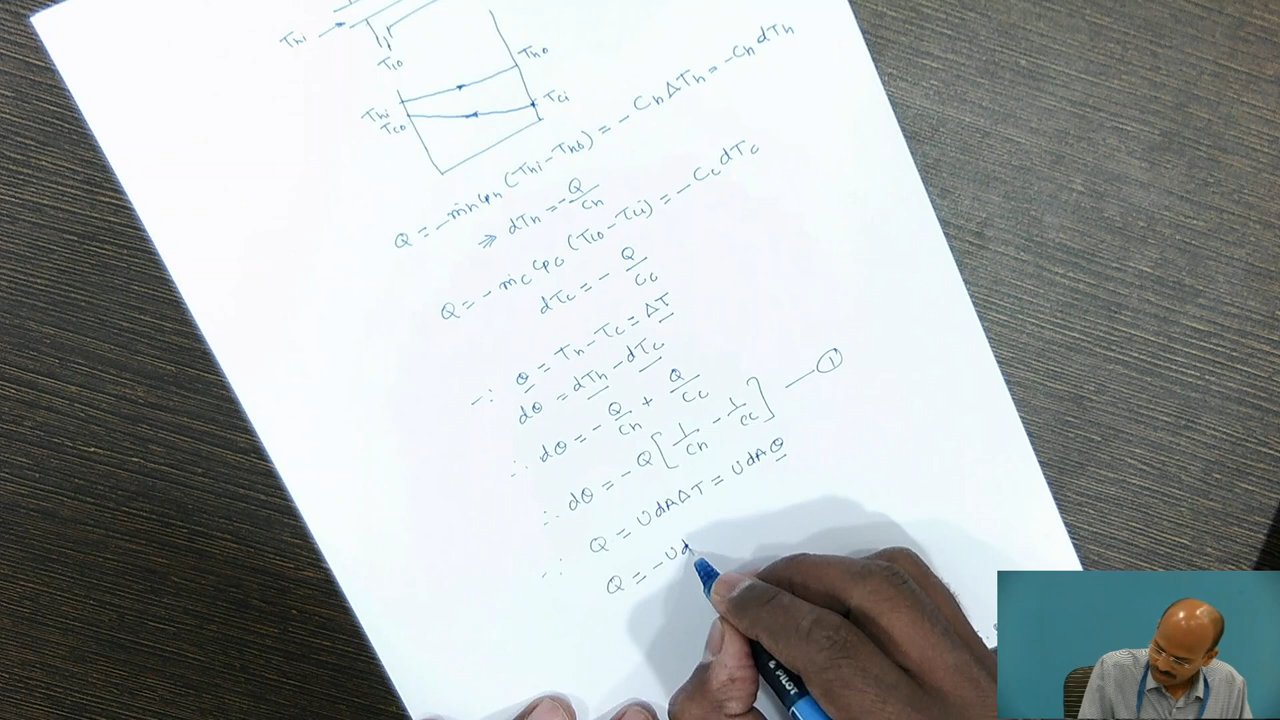 Thi
Tco
Tho
Tci
Thi
Tco
Q = -ṁh Cph (Thi - Tho) = - Ch ΔTh = -Ch dTh
⇒ dTh = - Q/Ch
Q = - ṁc Cpc (Tco - Tci) = - Cc dTc
dTc = - Q/Cc
∴ θ = Th - Tc = ΔT
dθ = dTh - dTc
∴ dθ = - Q/Ch + Q/Cc
∴ dθ = - Q [1/Ch - 1/Cc] — ①
∴ Q = U dA ΔT = U dA θ
Q = - U d
& PILOT